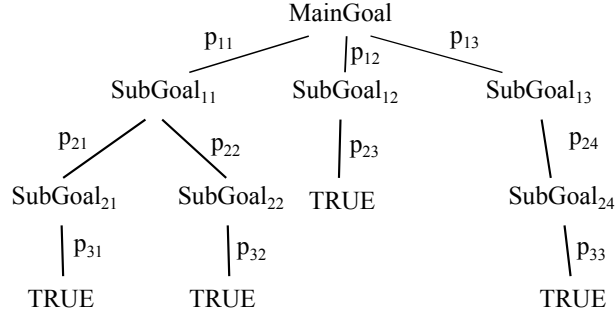 MainGoal
p₁₁ p₁₂ p₁₃
SubGoal₁₁ SubGoal₁₂ SubGoal₁₃
p₂₁ p₂₂ p₂₃ p₂₄
SubGoal₂₁ SubGoal₂₂ TRUE SubGoal₂₄
p₃₁ p₃₂ p₃₃
TRUE TRUE TRUE